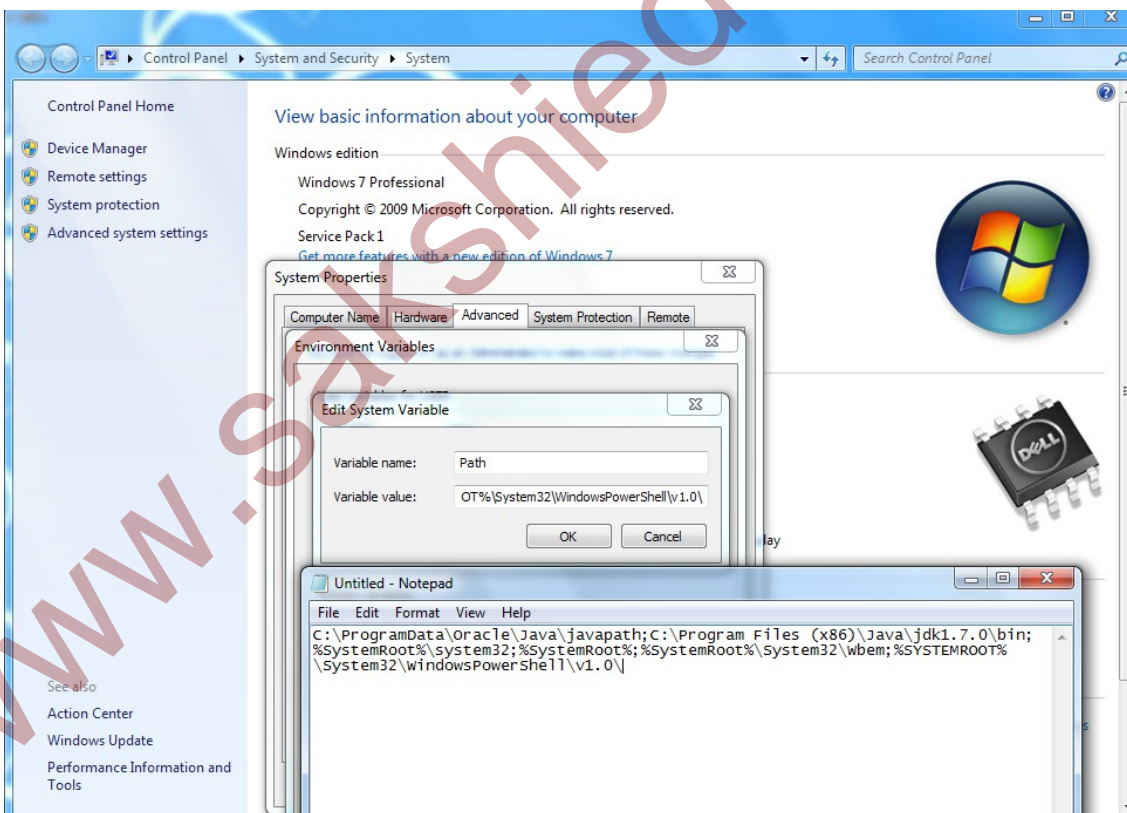 Control Panel ▸ System and Security ▸ System
Search Control Panel
Control Panel Home
Device Manager
Remote settings
System protection
Advanced system settings
See also
Action Center
Windows Update
Performance Information and
Tools
View basic information about your computer
Windows edition
Windows 7 Professional
Copyright © 2009 Microsoft Corporation. All rights reserved.
Service Pack 1
Get more features with a new edition of Windows 7
DELL
lay
System Properties
Computer Name Hardware Advanced System Protection Remote
Environment Variables
Edit System Variable
Variable name: Path
Variable value: OT%\System32\WindowsPowerShell\v1.0\
OK Cancel
Untitled - Notepad
File Edit Format View Help
C:\ProgramData\Oracle\Java\javapath;C:\Program Files (x86)\Java\jdk1.7.0\bin;
%SystemRoot%\system32;%SystemRoot%;%SystemRoot%\System32\Wbem;%SYSTEMROOT%
\System32\WindowsPowerShell\v1.0\
www.sakshied